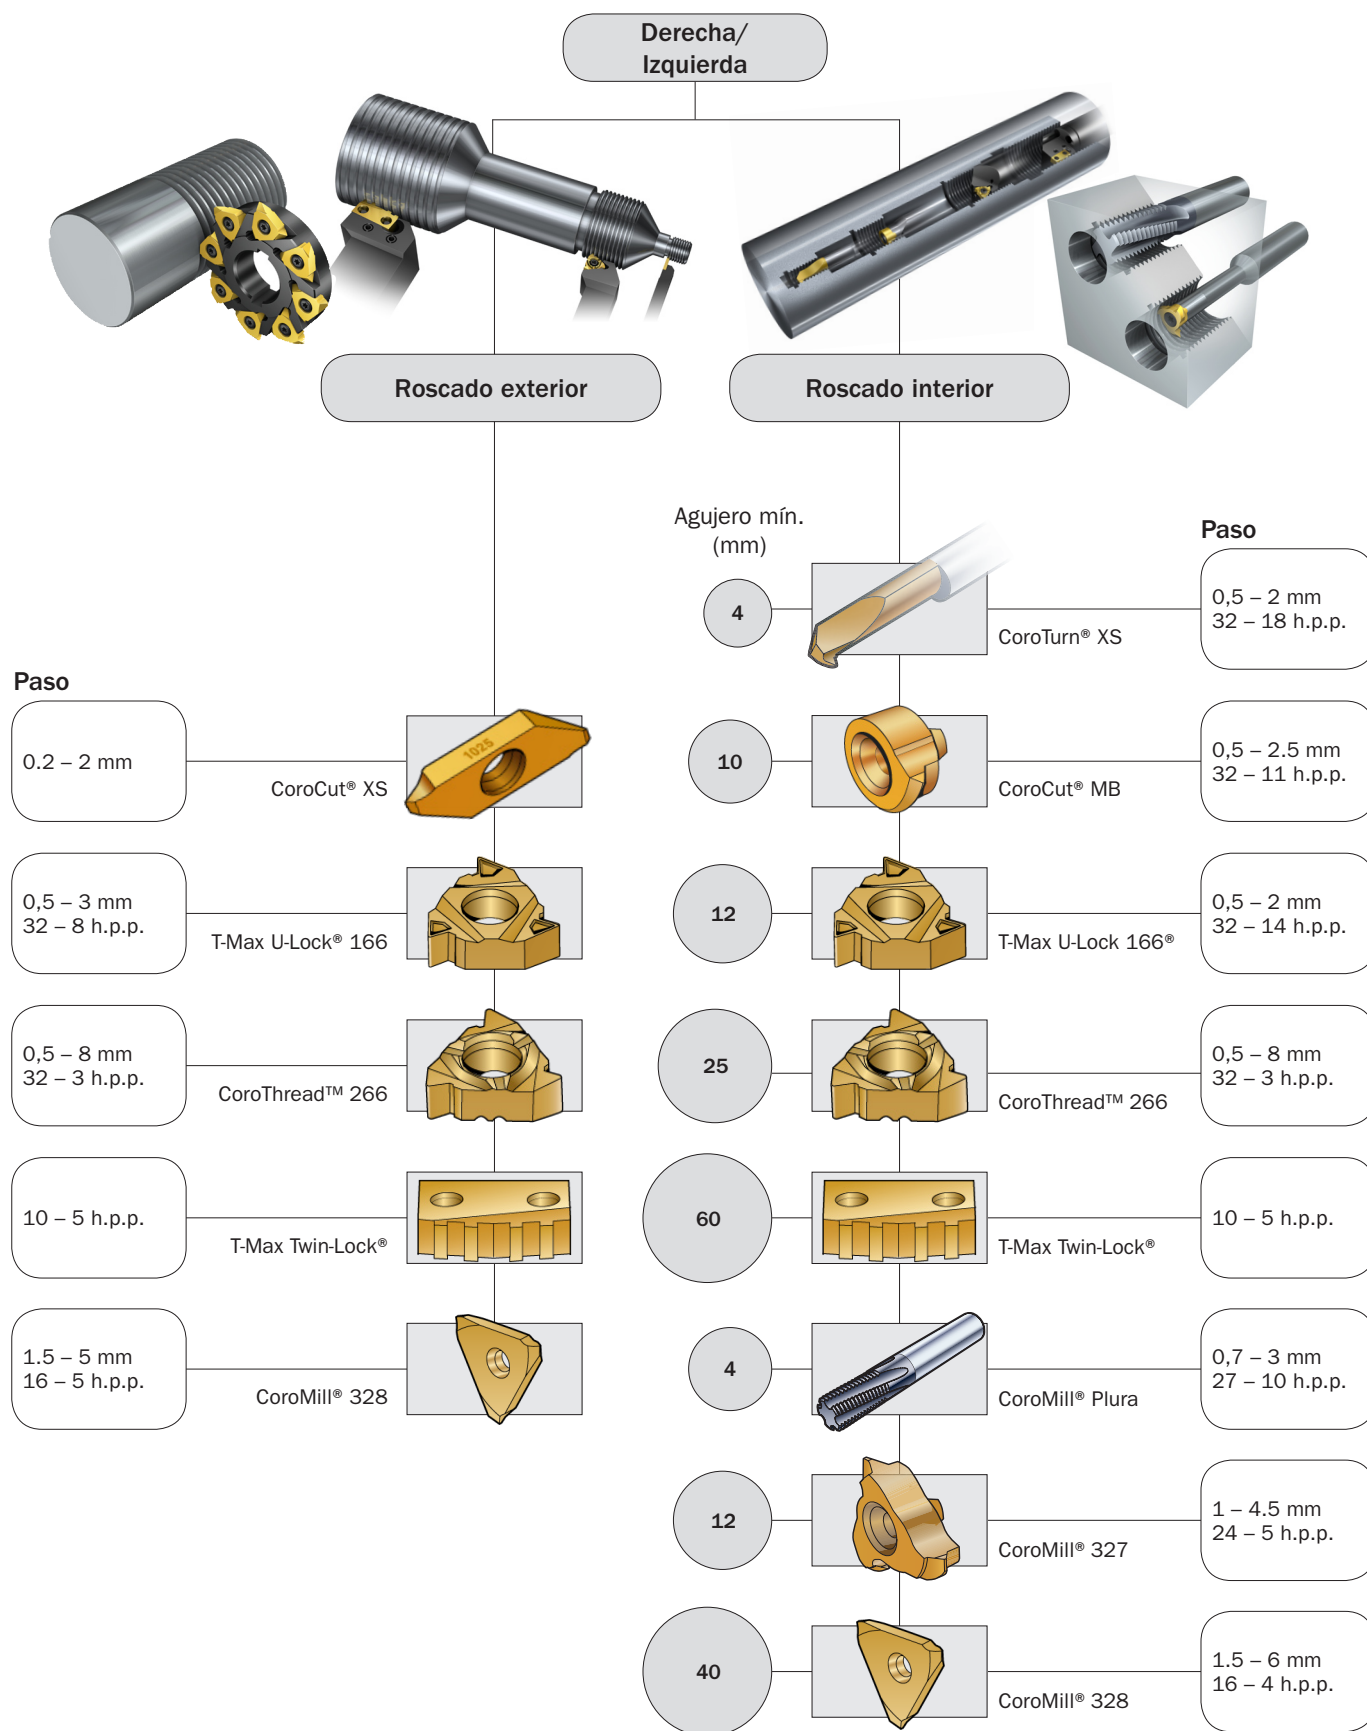 Derecha/
Izquierda
Roscado exterior
Roscado interior
Paso
0.2 – 2 mm
CoroCut® XS
1025
0,5 – 3 mm
32 – 8 h.p.p.
T-Max U-Lock® 166
0,5 – 8 mm
32 – 3 h.p.p.
CoroThread™ 266
10 – 5 h.p.p.
T-Max Twin-Lock®
1.5 – 5 mm
16 – 5 h.p.p.
CoroMill® 328
Agujero mín.
(mm)
Paso
4
CoroTurn® XS
0,5 – 2 mm
32 – 18 h.p.p.
10
CoroCut® MB
0,5 – 2.5 mm
32 – 11 h.p.p.
12
T-Max U-Lock 166®
0,5 – 2 mm
32 – 14 h.p.p.
25
CoroThread™ 266
0,5 – 8 mm
32 – 3 h.p.p.
60
T-Max Twin-Lock®
10 – 5 h.p.p.
4
CoroMill® Plura
0,7 – 3 mm
27 – 10 h.p.p.
12
CoroMill® 327
1 – 4.5 mm
24 – 5 h.p.p.
40
CoroMill® 328
1.5 – 6 mm
16 – 4 h.p.p.